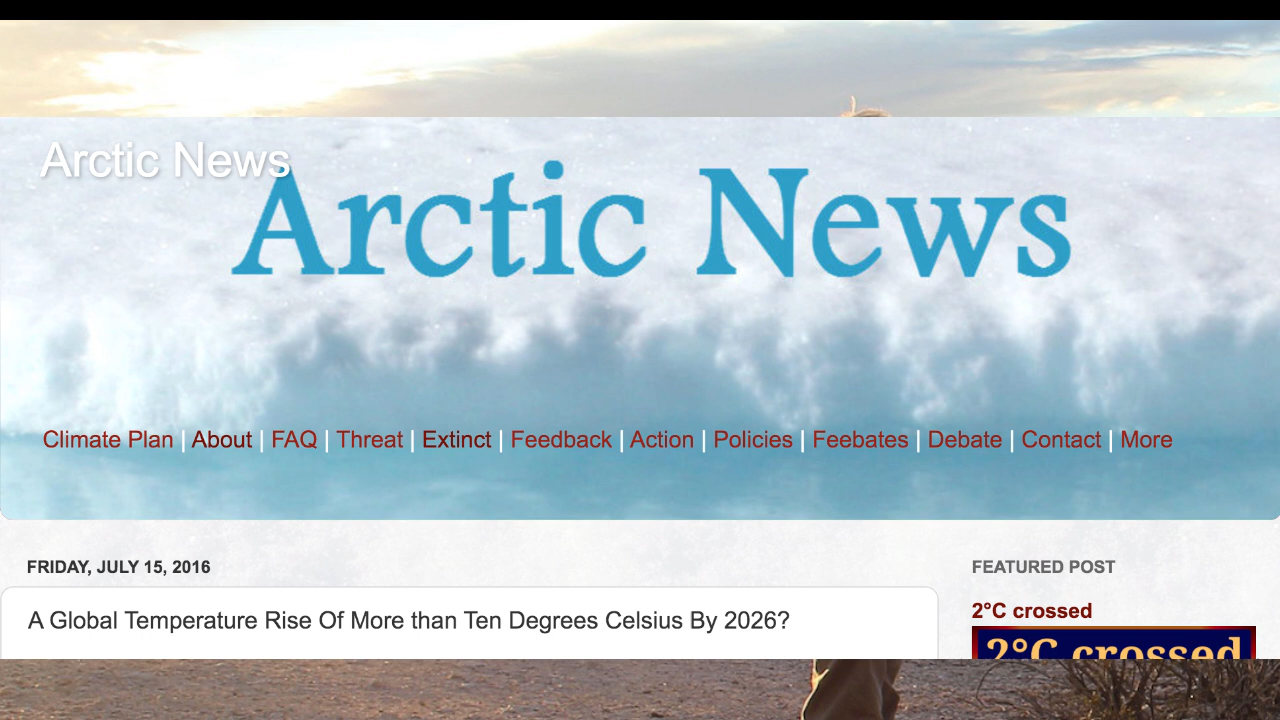 Arctic News
Arctic News
Climate Plan | About | FAQ | Threat | Extinct | Feedback | Action | Policies | Feebates | Debate | Contact | More
FRIDAY, JULY 15, 2016
A Global Temperature Rise Of More than Ten Degrees Celsius By 2026?
FEATURED POST
2°C crossed
2°C crossed